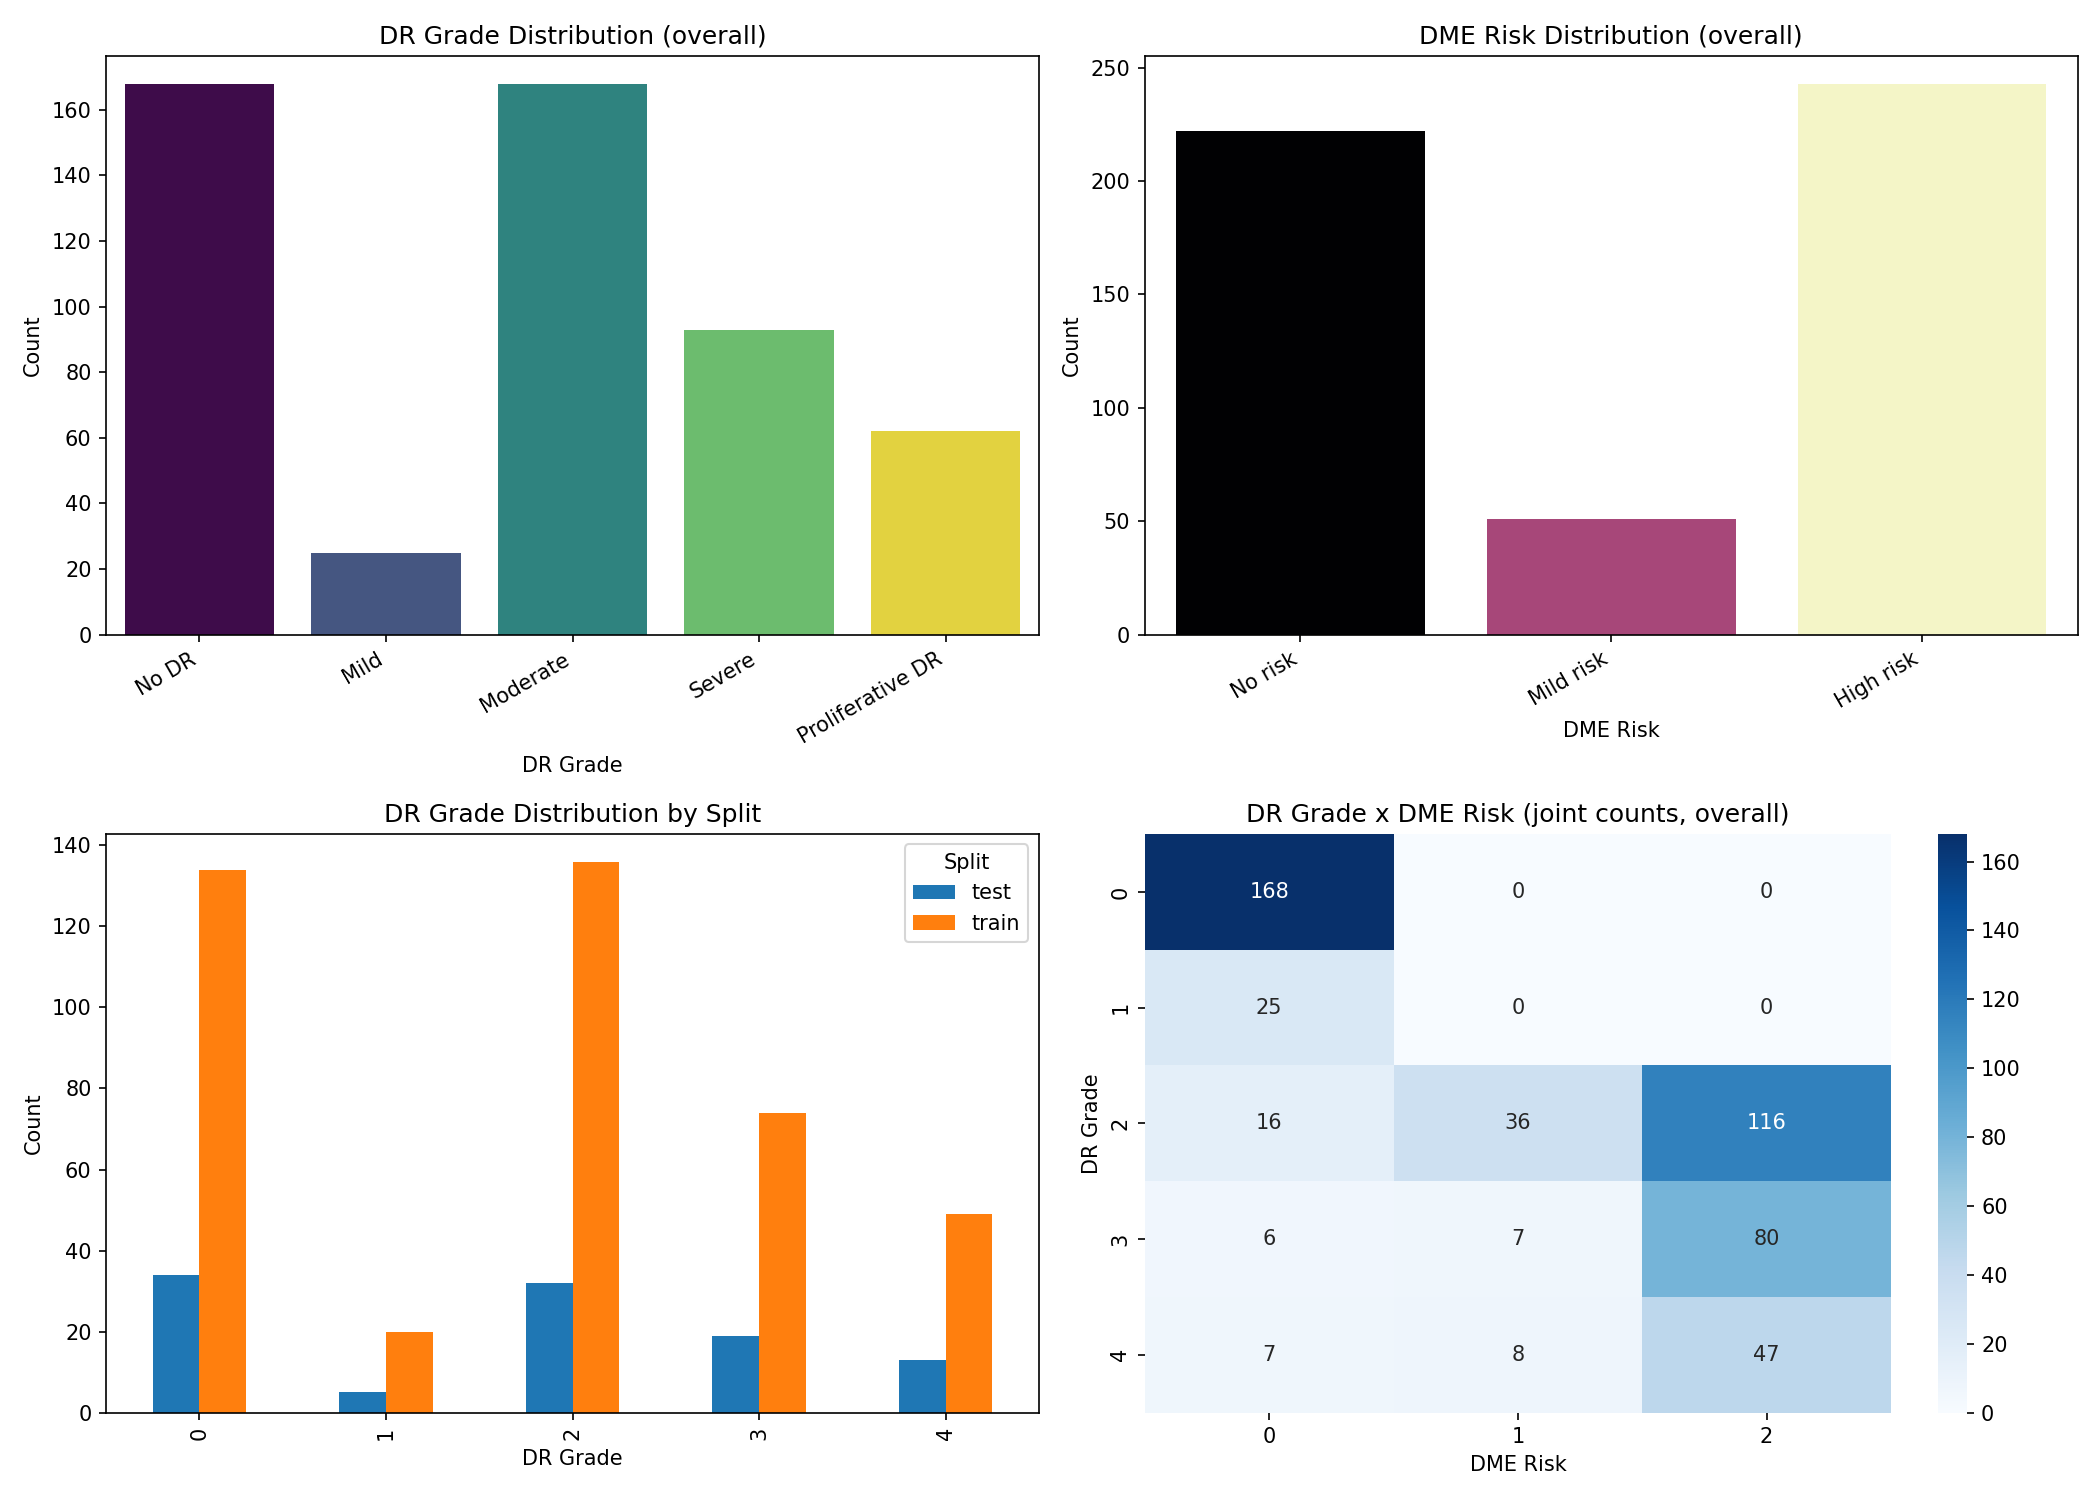 DR Grade Distribution (overall)
Count
160
140
120
100
80
60
40
20
0
No DR
Mild
Moderate
Severe
Proliferative DR
DR Grade
DME Risk Distribution (overall)
Count
250
200
150
100
50
0
No risk
Mild risk
High risk
DME Risk
DR Grade Distribution by Split
Count
140
120
100
80
60
40
20
0
Split
test
train
0
1
2
3
4
DR Grade
DR Grade x DME Risk (joint counts, overall)
DR Grade
0
168
0
0
1
25
0
0
2
16
36
116
3
6
7
80
4
7
8
47
0
1
2
DME Risk
160
140
120
100
80
60
40
20
0